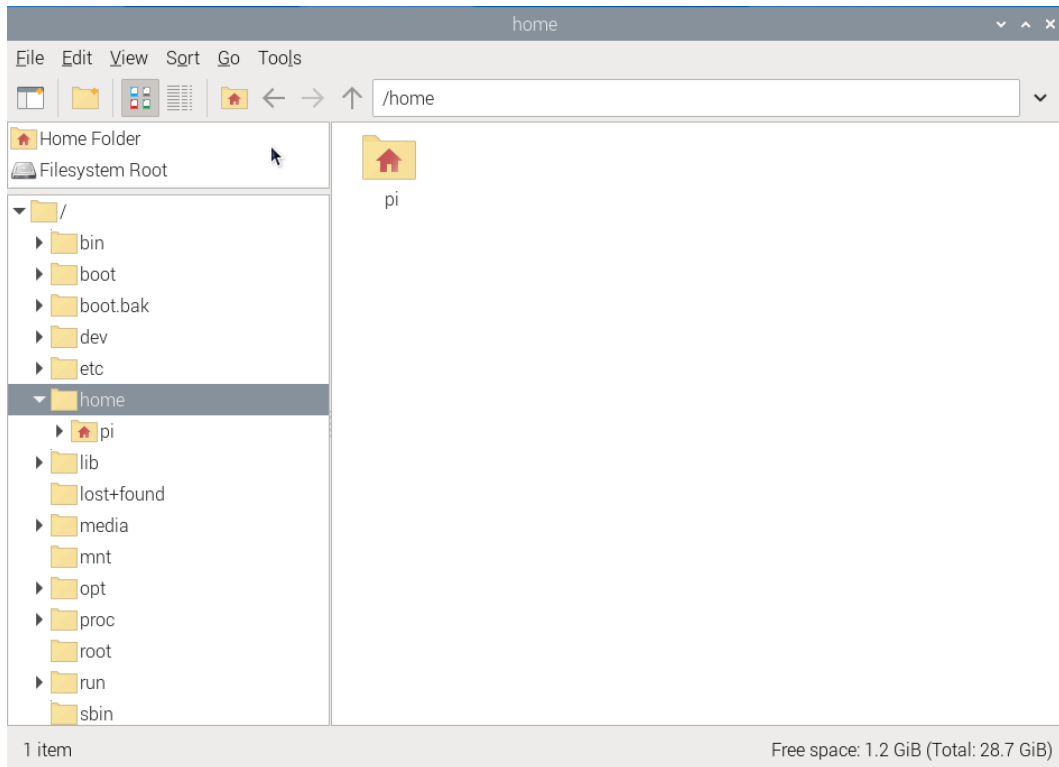 home
File Edit View Sort Go Tools
/home
Home Folder
Filesystem Root
/
bin
boot
boot.bak
dev
etc
home
pi
lib
lost+found
media
mnt
opt
proc
root
run
sbin
pi
1 item
Free space: 1.2 GiB (Total: 28.7 GiB)